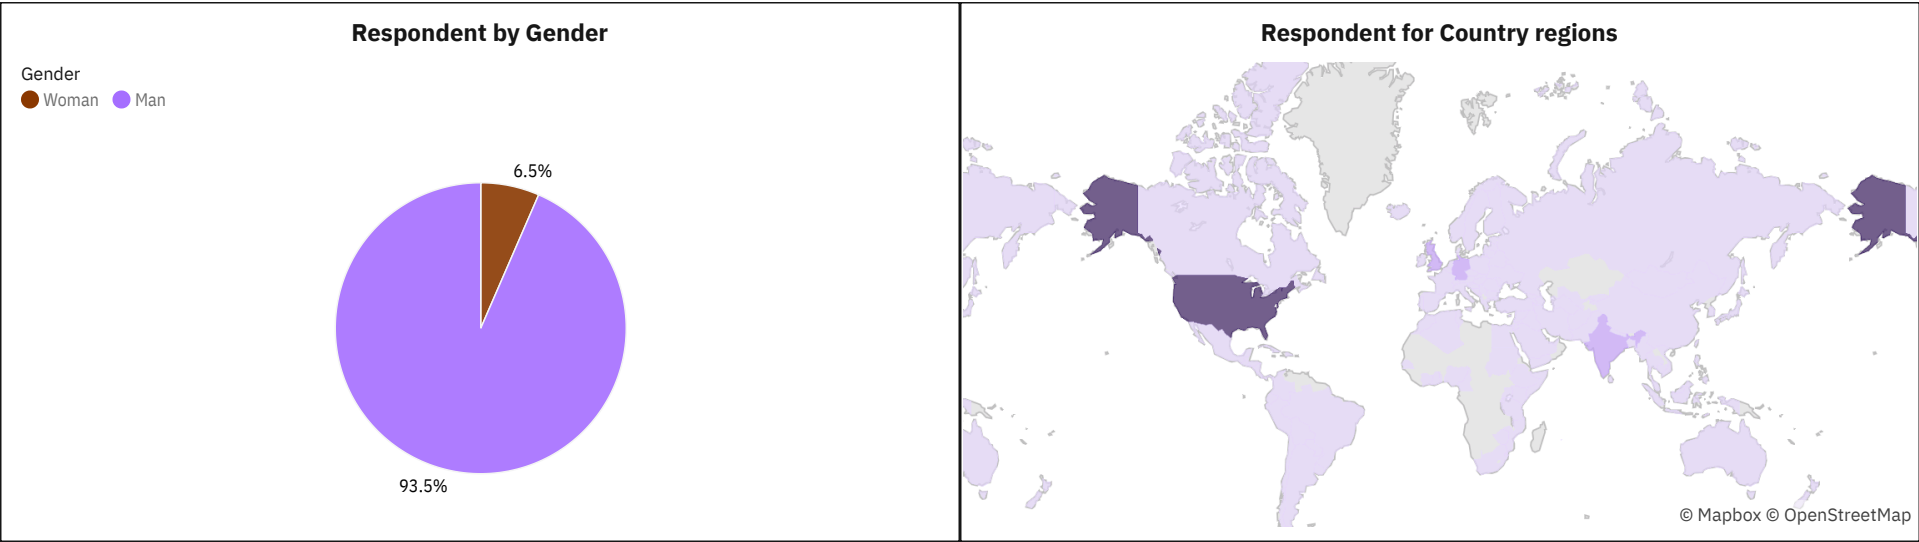 Respondent by Gender
Gender
Woman Man
6.5%
93.5%
Respondent for Country regions
© Mapbox © OpenStreetMap